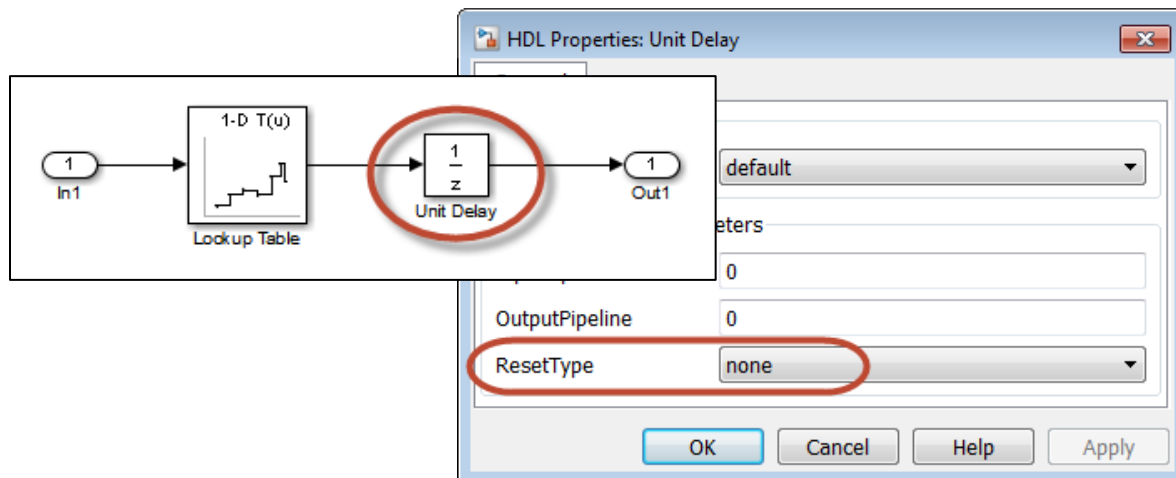 HDL Properties: Unit Delay
1-D T(u)
1
In1
Lookup Table
1
z
Unit Delay
1
Out1
default
eters
0
OutputPipeline 0
ResetType none
OK Cancel Help Apply